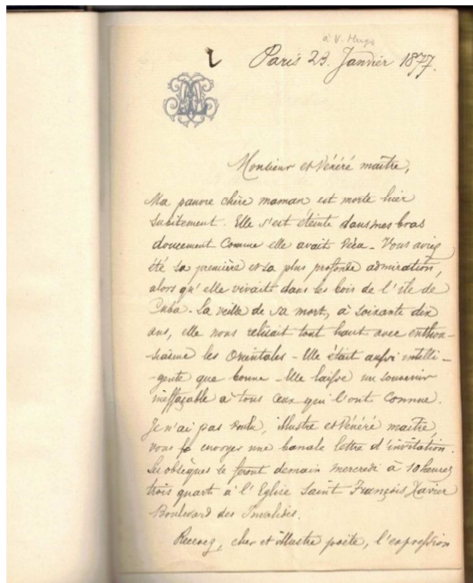 à V. Hugo
Paris 23. Janvier 1877.
Monsieur et Vénéré maître,
Ma pauvre chère maman est morte hier
subitement. Elle s'est éteinte dans mes bras
doucement comme elle avait vécu - Vous aviez
été sa première et sa plus profonde admiration,
alors qu'elle vivait dans les bois de l'île de
Cuba. La veille de sa mort, à soixante dix
ans, elle nous relisait tout haut avec enthou-
siasme les Orientales - Elle était aussi intelli-
-gente que bonne - Elle laisse un souvenir
ineffaçable à tous ceux qui l'ont connue.
Je n'ai pas voulu, illustre et Vénéré maître
vous envoyer une banale lettre d'invitation.
Les obsèques se feront demain mercredi à 10 heures
trois quart à l'Eglise Saint François Xavier
Boulevard des Invalides.
Recevez, cher et illustre poète, l'expression